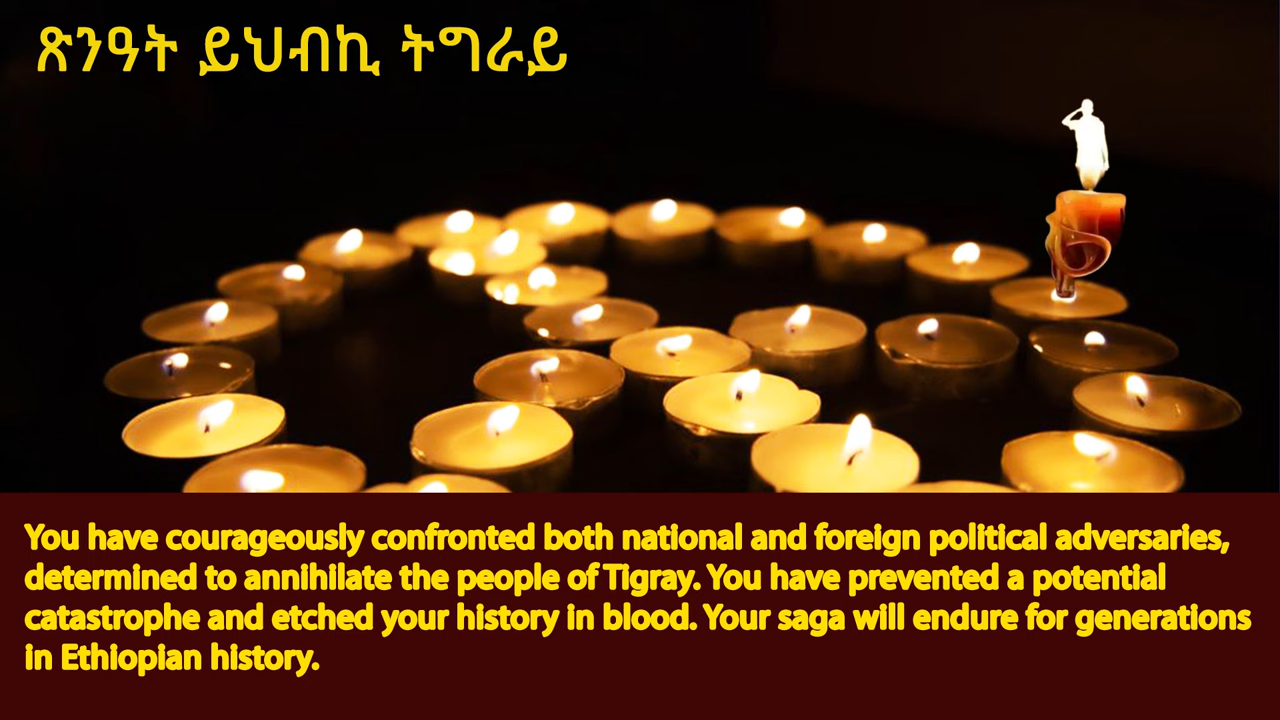 ጽንዓት ይህብኪ ትግራይ
You have courageously confronted both national and foreign political adversaries,
determined to annihilate the people of Tigray. You have prevented a potential
catastrophe and etched your history in blood. Your saga will endure for generations
in Ethiopian history.